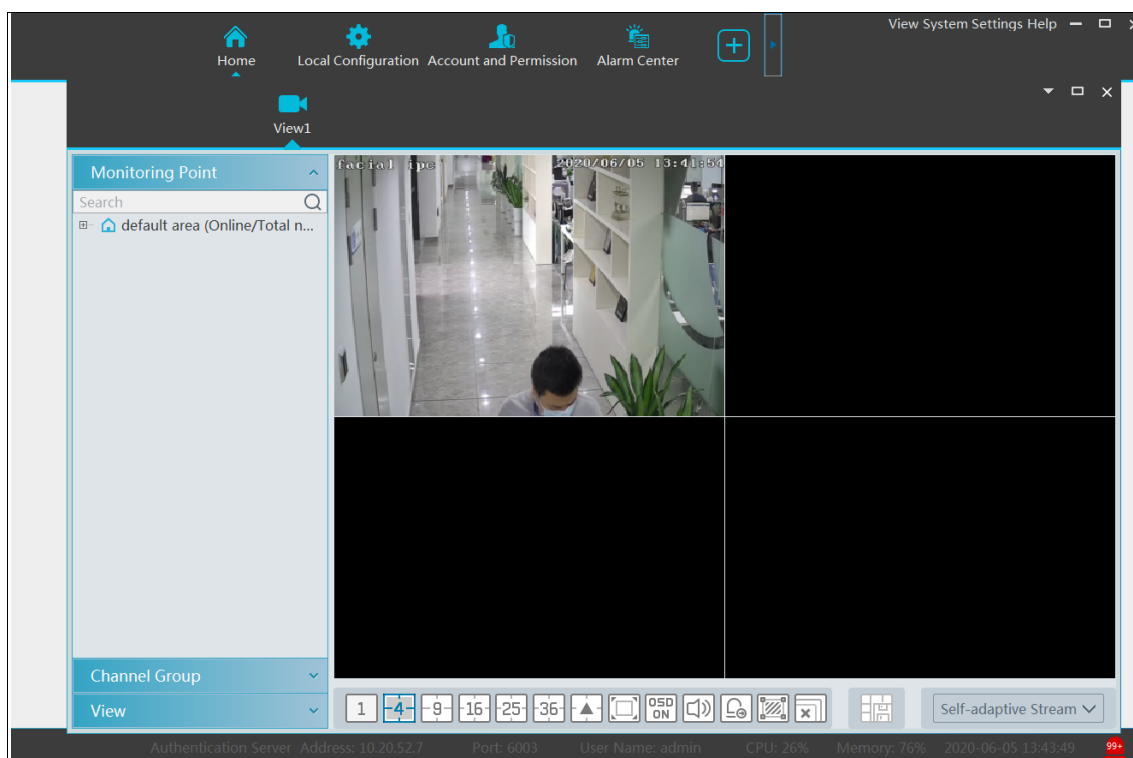 View System Settings Help
Home Local Configuration Account and Permission Alarm Center
View1
Monitoring Point
Search
default area (Online/Total n...
facial ipc 2020/06/05 13:41:54
Channel Group
View
1 4 9 16 25 36 OSD ON Self-adaptive Stream
Authentication Server Address: 10.20.52.7 Port: 6003 User Name: admin CPU: 26% Memory: 76% 2020-06-05 13:43:49 99+